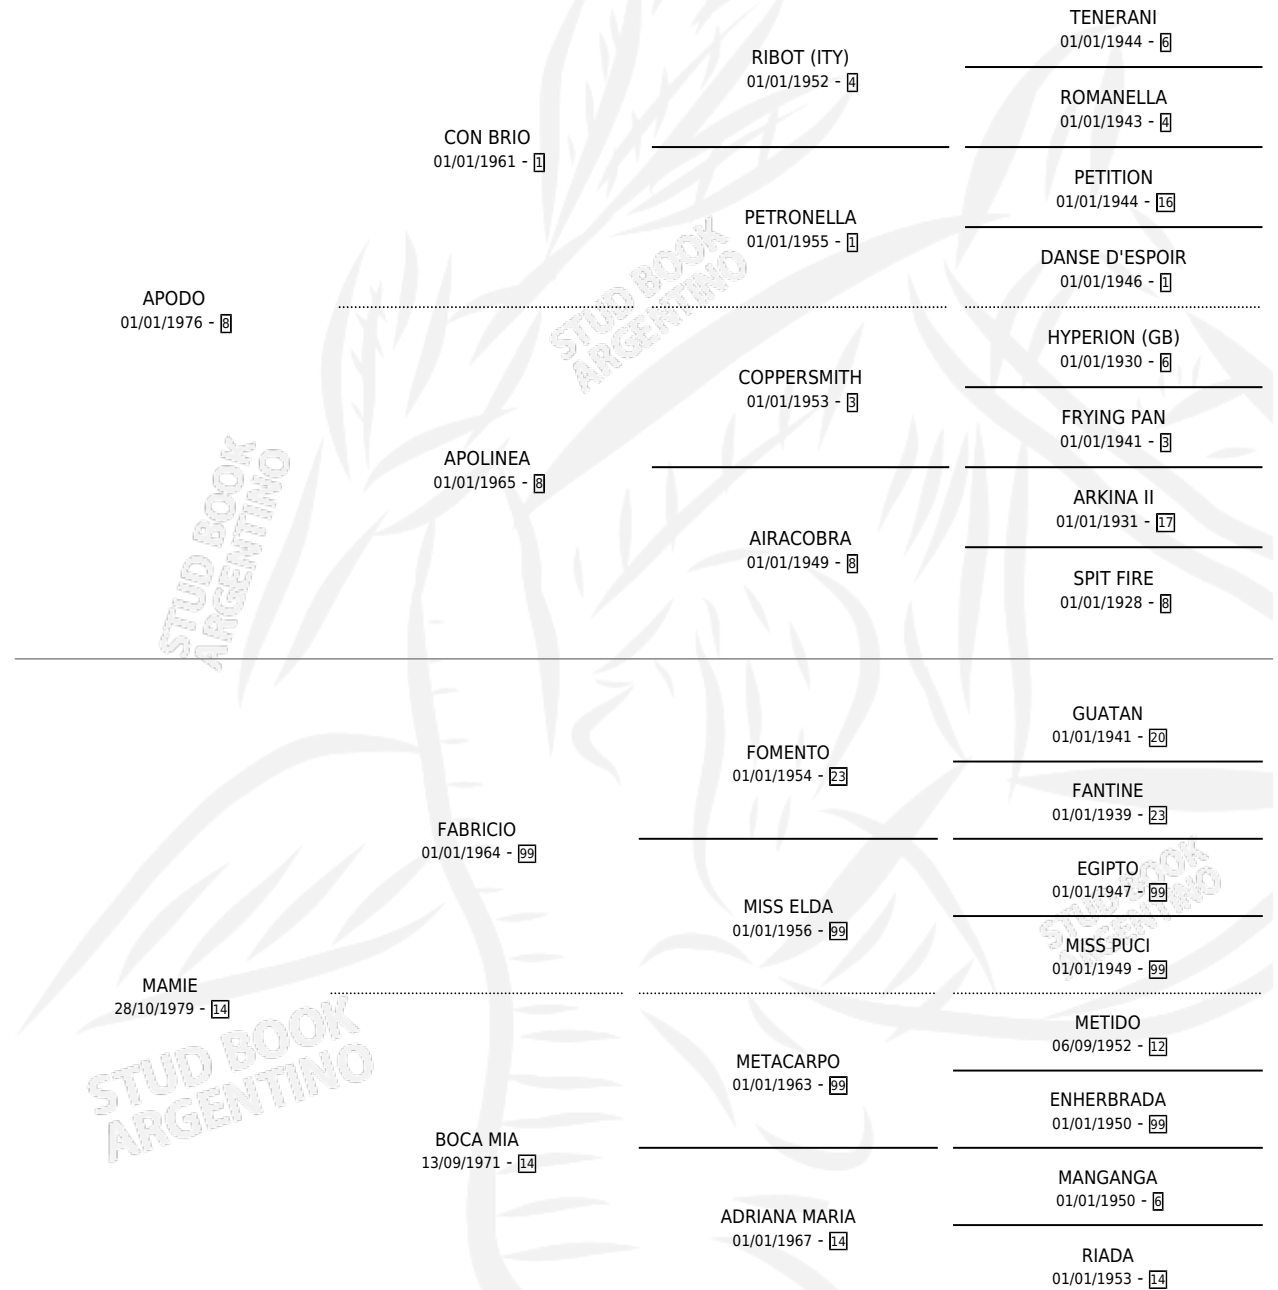 TENERANI
01/01/1944 - 6
RIBOT (ITY)
01/01/1952 - 4
ROMANELLA
01/01/1943 - 4
CON BRIO
01/01/1961 - 1
PETITION
01/01/1944 - 16
PETRONELLA
01/01/1955 - 1
DANSE D'ESPOIR
01/01/1946 - 1
APODO
01/01/1976 - 8
HYPERION (GB)
01/01/1930 - 6
COPPERSMITH
01/01/1953 - 3
FRYING PAN
01/01/1941 - 3
APOLINEA
01/01/1965 - 8
ARKINA II
01/01/1931 - 17
AIRACOBRA
01/01/1949 - 8
SPIT FIRE
01/01/1928 - 8
GUATAN
01/01/1941 - 20
FOMENTO
01/01/1954 - 23
FANTINE
01/01/1939 - 23
FABRICIO
01/01/1964 - 99
EGIPTO
01/01/1947 - 99
MISS ELDA
01/01/1956 - 99
MISS PUCI
01/01/1949 - 99
MAMIE
28/10/1979 - 14
METIDO
06/09/1952 - 12
METACARPO
01/01/1963 - 99
ENHERBRADA
01/01/1950 - 99
BOCA MIA
13/09/1971 - 14
MANGANGA
01/01/1950 - 6
ADRIANA MARIA
01/01/1967 - 14
RIADA
01/01/1953 - 14
STUD BOOK
ARGENTINO
STUD BOOK
ARGENTINO
STUD BOOK
ARGENTINO
STUD BOOK
ARGENTINO